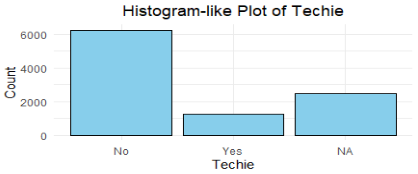 Histogram-like Plot of Techie
Count
6000
4000
2000
0
No Yes NA
Techie